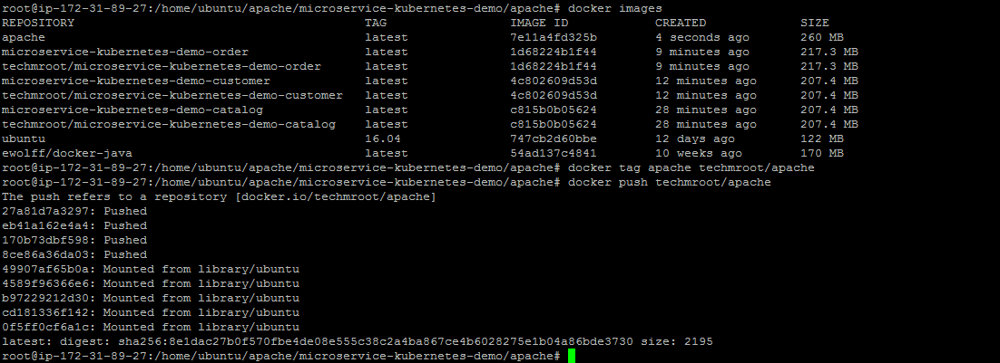 root@ip-172-31-89-27:/home/ubuntu/apache/microservice-kubernetes-demo/apache# docker images
REPOSITORY TAG IMAGE ID CREATED SIZE
apache latest 7e11a4fd325b 4 seconds ago 260 MB
microservice-kubernetes-demo-order latest 1d68224b1f44 9 minutes ago 217.3 MB
techmroot/microservice-kubernetes-demo-order latest 1d68224b1f44 9 minutes ago 217.3 MB
microservice-kubernetes-demo-customer latest 4c802609d53d 12 minutes ago 207.4 MB
techmroot/microservice-kubernetes-demo-customer latest 4c802609d53d 12 minutes ago 207.4 MB
microservice-kubernetes-demo-catalog latest c815b0b05624 28 minutes ago 207.4 MB
techmroot/microservice-kubernetes-demo-catalog latest c815b0b05624 28 minutes ago 207.4 MB
ubuntu 16.04 747cb2d60bbe 12 days ago 122 MB
ewolff/docker-java latest 54ad137c4841 10 weeks ago 170 MB
root@ip-172-31-89-27:/home/ubuntu/apache/microservice-kubernetes-demo/apache# docker tag apache techmroot/apache
root@ip-172-31-89-27:/home/ubuntu/apache/microservice-kubernetes-demo/apache# docker push techmroot/apache
The push refers to a repository [docker.io/techmroot/apache]
27a81d7a3297: Pushed
eb41a162e4a4: Pushed
170b73dbf598: Pushed
8ce86a36da03: Pushed
49907af65b0a: Mounted from library/ubuntu
4589f96366e6: Mounted from library/ubuntu
b97229212d30: Mounted from library/ubuntu
cd181336f142: Mounted from library/ubuntu
0f5ff0cf6a1c: Mounted from library/ubuntu
latest: digest: sha256:8e1dac27b0f570fbe4de08e555c38c2a4ba867ce4b6028275e1b04a86bde3730 size: 2195
root@ip-172-31-89-27:/home/ubuntu/apache/microservice-kubernetes-demo/apache#